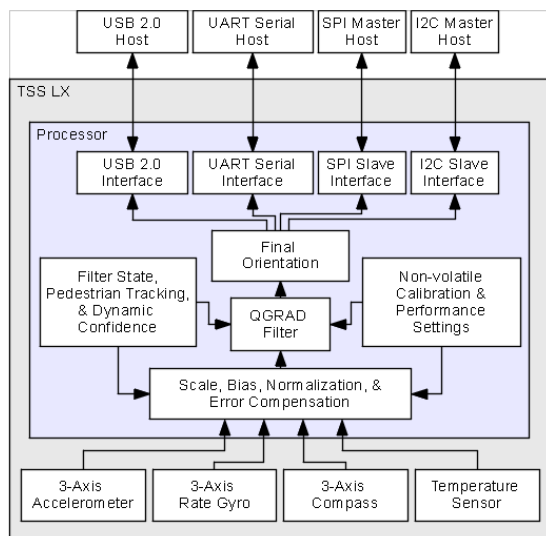 USB 2.0
Host
UART Serial
Host
SPI Master
Host
I2C Master
Host
TSS LX
Processor
USB 2.0
Interface
UART Serial
Interface
SPI Slave
Interface
I2C Slave
Interface
Final
Orientation
Filter State,
Pedestrian Tracking,
& Dynamic
Confidence
QGRAD
Filter
Non-volatile
Calibration &
Performance
Settings
Scale, Bias, Normalization, &
Error Compensation
3-Axis
Accelerometer
3-Axis
Rate Gyro
3-Axis
Compass
Temperature
Sensor